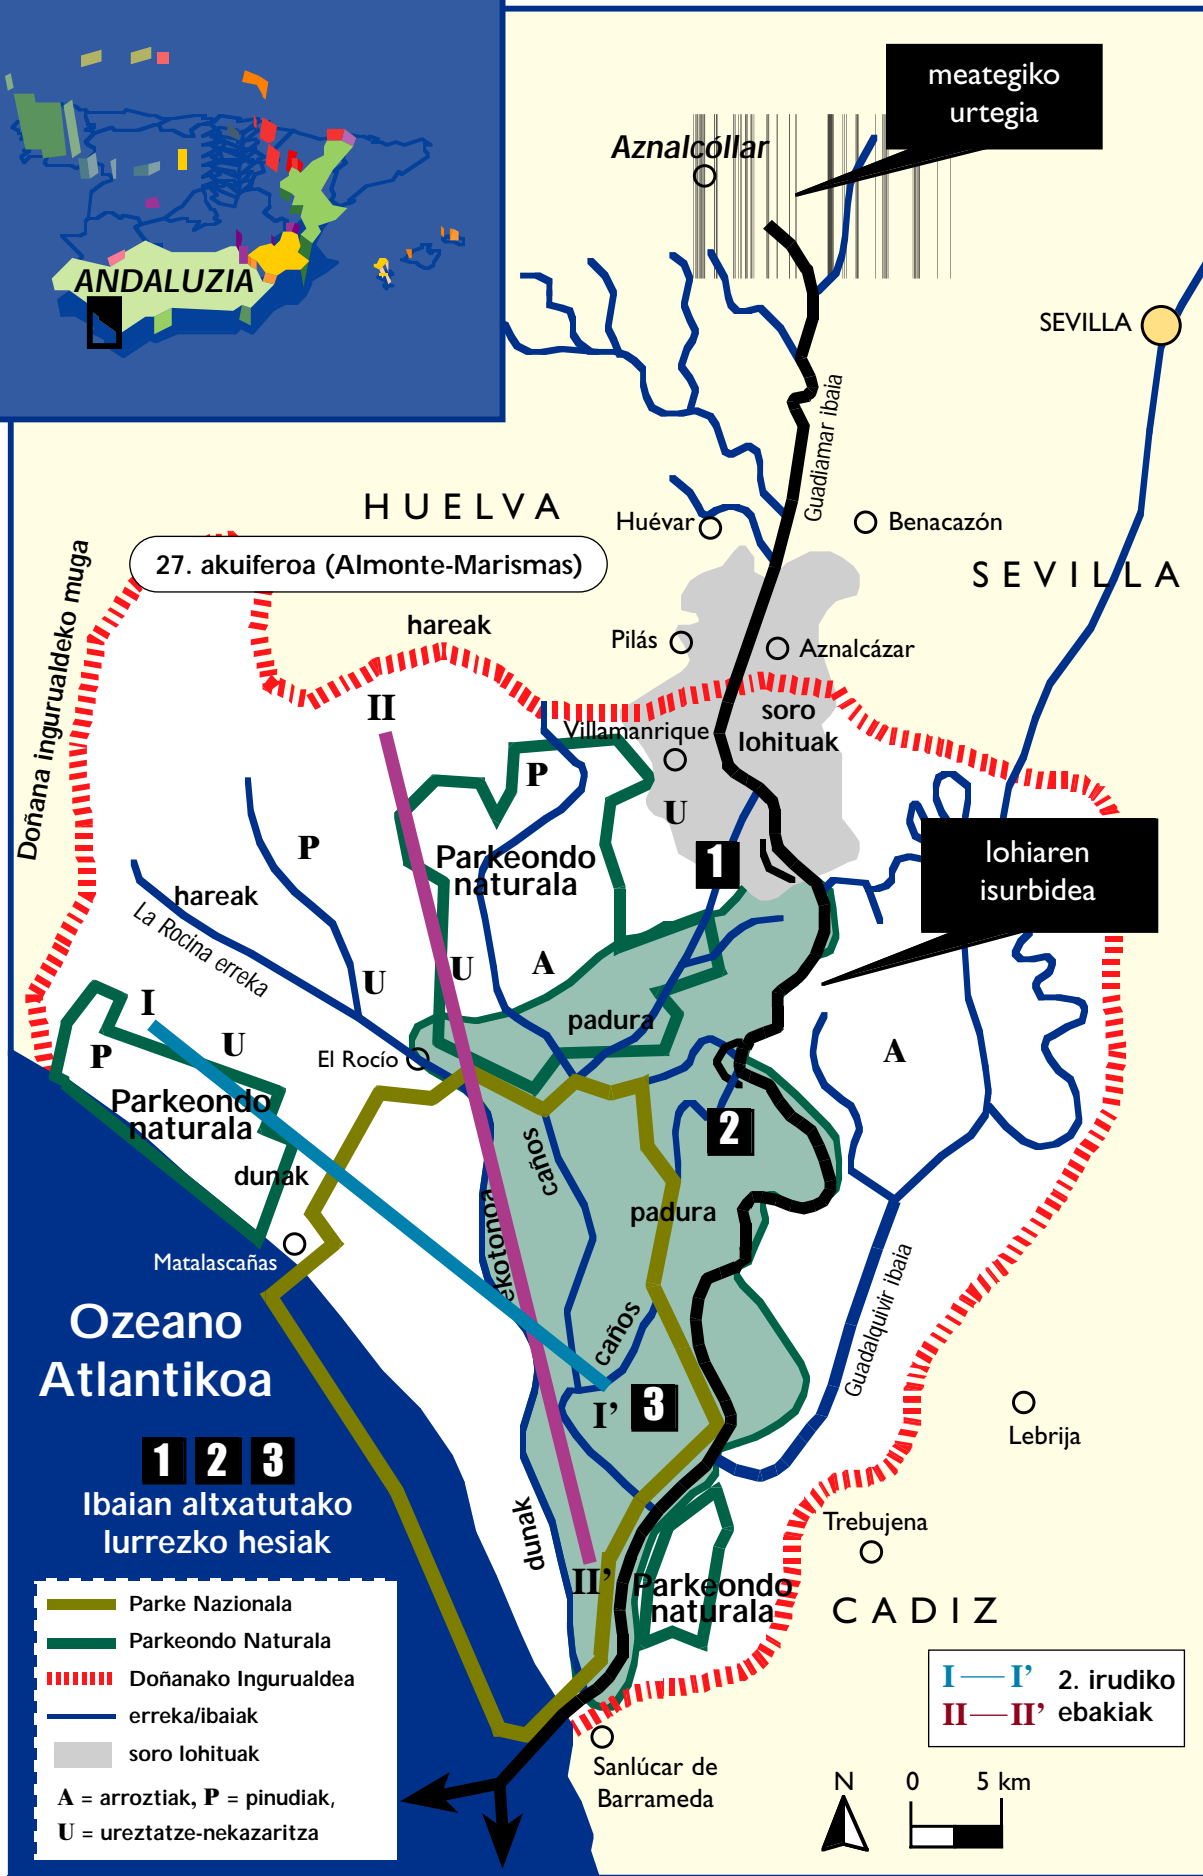 meategiko
urtegia
Aznalcóllar
ANDALUZIA
SEVILLA
Guadiamar ibaia
HUELVA
Huévar
Benacazón
27. akuiferoa (Almonte-Marismas)
SEVILLA
Doñana ingurualdeko muga
hareak
Pilás
Aznalcázar
II
soro
lohituak
Villamanrique
P
U
P
1
lohiaren
isurbidea
Parkeondo
naturala
hareak
La Rocina erreka
U
U
A
I
padura
U
P
El Rocío
A
Parkeondo
naturala
2
caños
dunak
ekotonoa
padura
Matalascañas
Guadalquivir ibaia
Ozeano
Atlantikoa
caños
I’
3
Lebrija
1 2 3
Ibaian altxatutako
lurrezko hesiak
dunak
Trebujena
II’
Parkeondo
naturala
CADIZ
Parke Nazionala
Parkeondo Naturala
Doñanako Ingurualdea
erreka/ibaiak
soro lohituak
A = arroztiak, P = pinudiak,
U = ureztatze-nekazaritza
I — I’ 2. irudiko
II — II’ ebakiak
Sanlúcar de
Barrameda
N
0 5 km